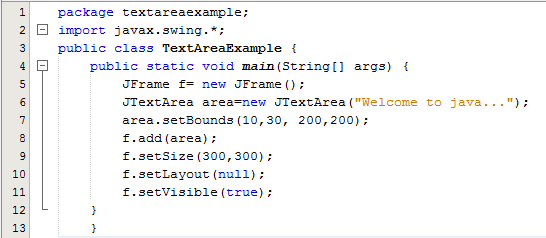 1 package textareaexample;
2 import javax.swing.*;
3 public class TextAreaExample {
4     public static void main(String[] args) {
5         JFrame f= new JFrame();
6         JTextArea area=new JTextArea("Welcome to java...");
7         area.setBounds(10,30, 200,200);
8         f.add(area);
9         f.setSize(300,300);
10         f.setLayout(null);
11         f.setVisible(true);
12     }
13     }